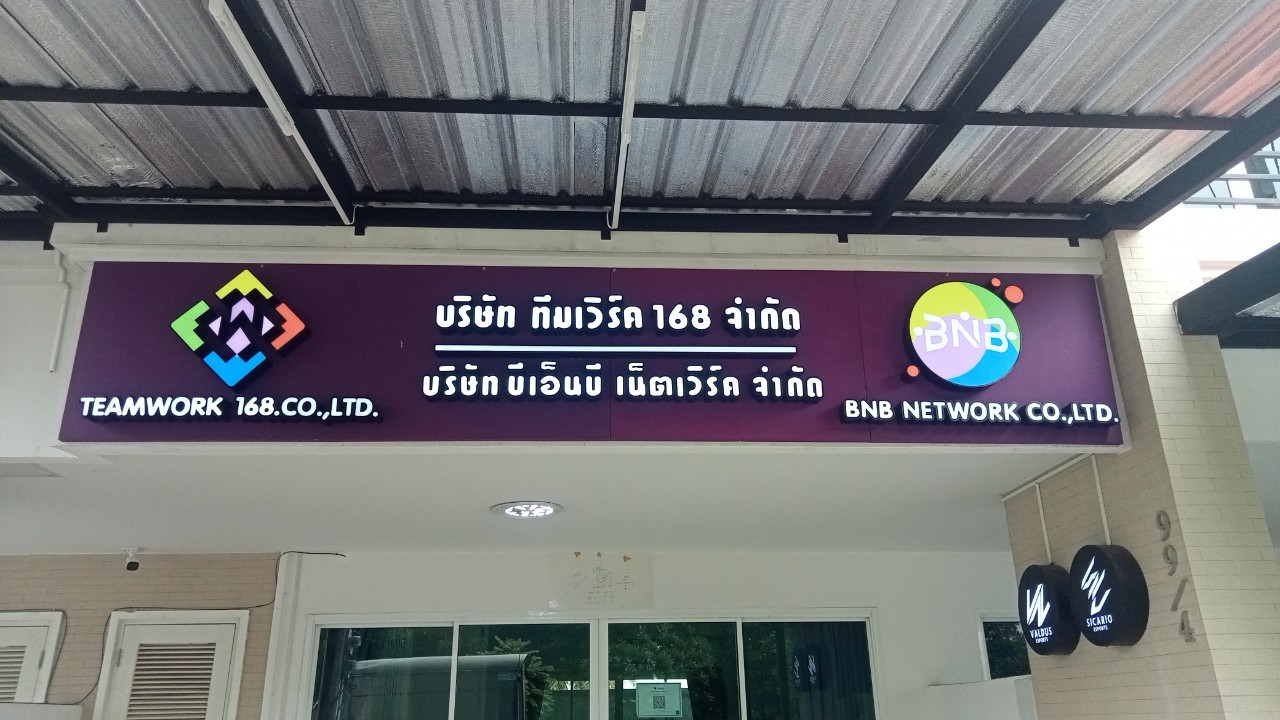 บริษัท ทีมเวิร์ค 168 จำกัด
บริษัท บีเอ็นบี เน็ตเวิร์ค จำกัด
TEAMWORK 168.CO.,LTD.
BNB
BNB NETWORK CO.,LTD.
99/4
VALDUS
ESPORTS
SICARIO
ESPORTS